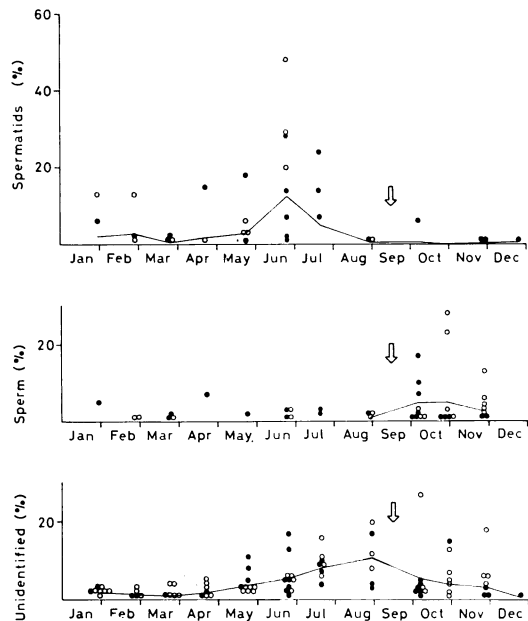 Spermatids (%)
60
40
20
Jan Feb Mar Apr May Jun Jul Aug Sep Oct Nov Dec
Sperm (%)
20
Jan Feb Mar Apr May. Jun Jul Aug Sep Oct Nov Dec
Unidentified (%)
20
Jan Feb Mar Apr May Jun Jul Aug Sep Oct Nov Dec